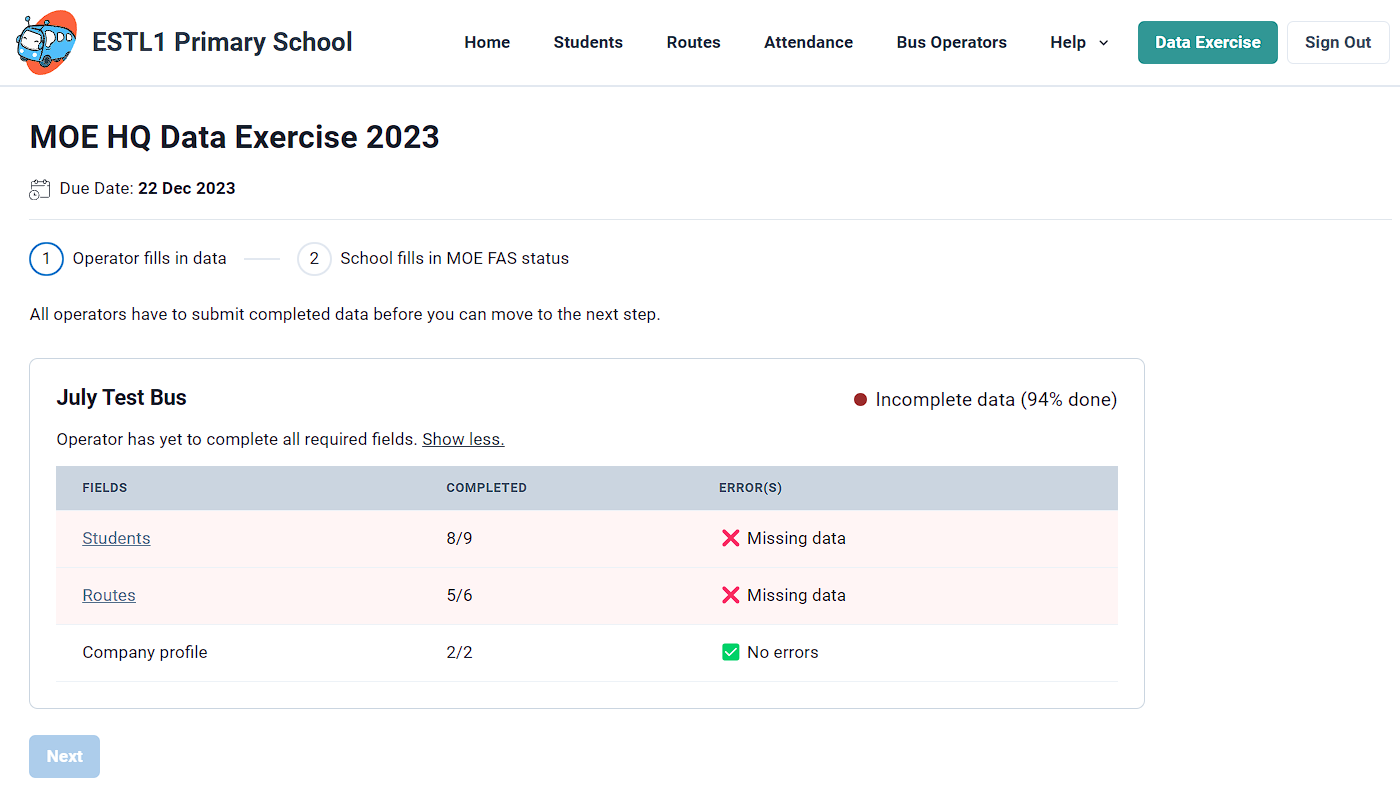 ESTL1 Primary School
Home Students Routes Attendance Bus Operators Help Data Exercise Sign Out
MOE HQ Data Exercise 2023
Due Date: 22 Dec 2023
1 Operator fills in data 2 School fills in MOE FAS status
All operators have to submit completed data before you can move to the next step.
July Test Bus Incomplete data (94% done)
Operator has yet to complete all required fields. Show less.
FIELDS COMPLETED ERROR(S)
Students 8/9 Missing data
Routes 5/6 Missing data
Company profile 2/2 No errors
Next